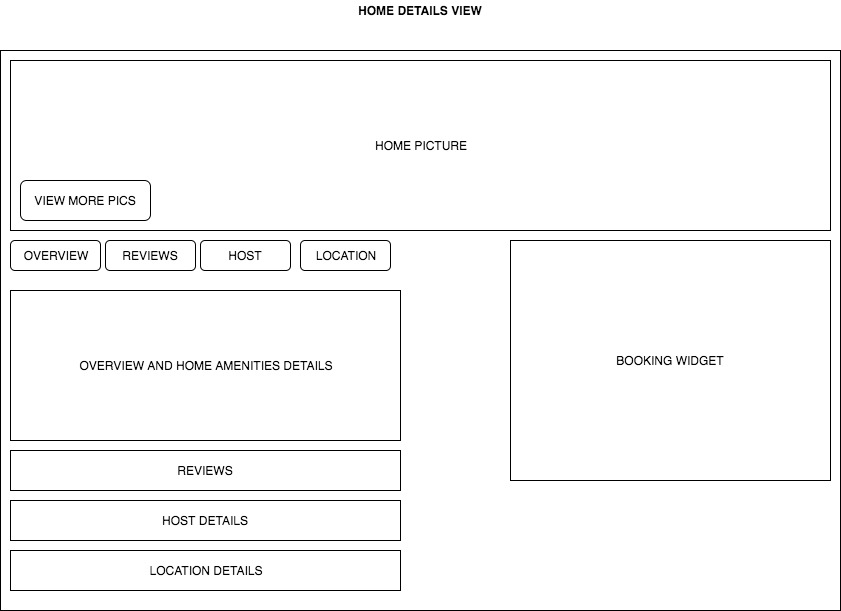 HOME DETAILS VIEW
HOME PICTURE
VIEW MORE PICS
OVERVIEW
REVIEWS
HOST
LOCATION
OVERVIEW AND HOME AMENITIES DETAILS
BOOKING WIDGET
REVIEWS
HOST DETAILS
LOCATION DETAILS